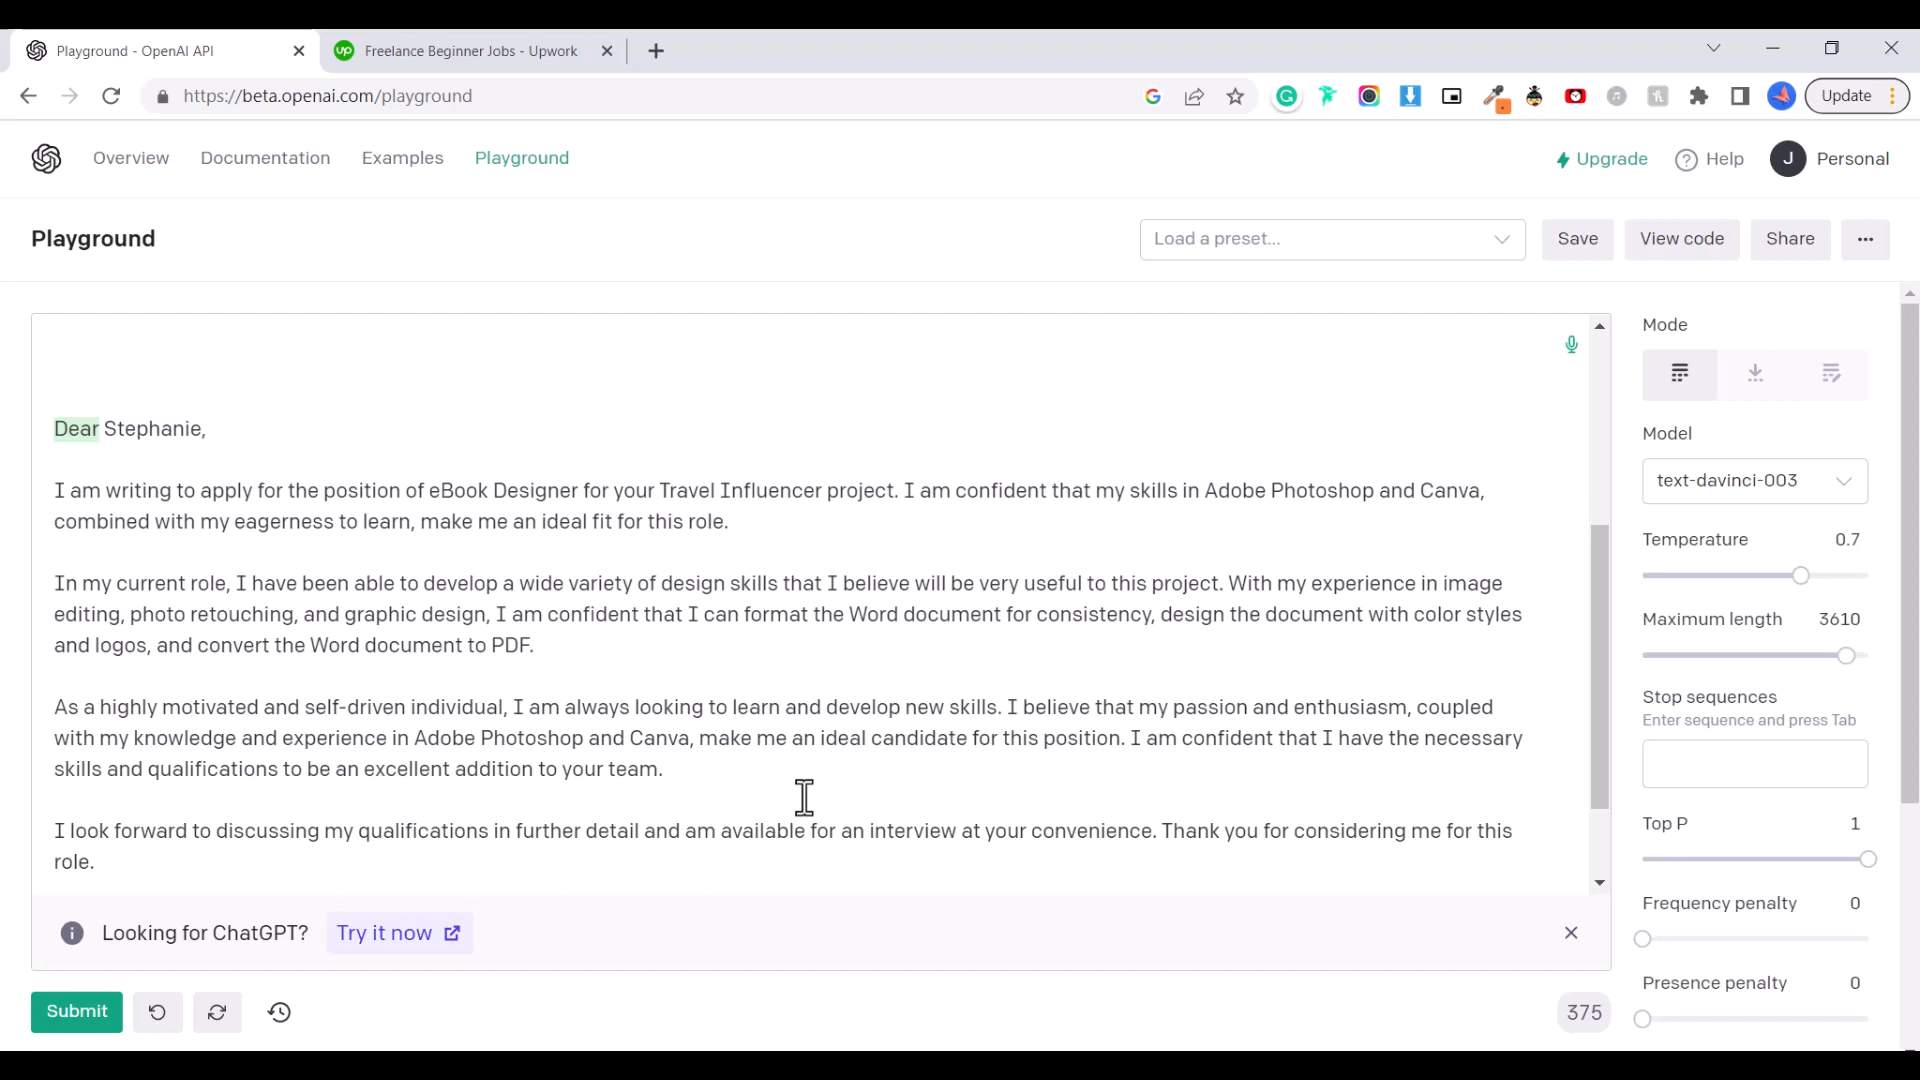 Playground - OpenAI API
Freelance Beginner Jobs - Upwork
https://beta.openai.com/playground
Update
Overview
Documentation
Examples
Playground
Upgrade
Help
J
Personal
Playground
Load a preset...
Save
View code
Share
Dear Stephanie,
I am writing to apply for the position of eBook Designer for your Travel Influencer project. I am confident that my skills in Adobe Photoshop and Canva,
combined with my eagerness to learn, make me an ideal fit for this role.
In my current role, I have been able to develop a wide variety of design skills that I believe will be very useful to this project. With my experience in image
editing, photo retouching, and graphic design, I am confident that I can format the Word document for consistency, design the document with color styles
and logos, and convert the Word document to PDF.
As a highly motivated and self-driven individual, I am always looking to learn and develop new skills. I believe that my passion and enthusiasm, coupled
with my knowledge and experience in Adobe Photoshop and Canva, make me an ideal candidate for this position. I am confident that I have the necessary
skills and qualifications to be an excellent addition to your team.
I look forward to discussing my qualifications in further detail and am available for an interview at your convenience. Thank you for considering me for this
role.
Looking for ChatGPT?
Try it now
Submit
375
Mode
Model
text-davinci-003
Temperature 0.7
Maximum length 3610
Stop sequences
Enter sequence and press Tab
Top P 1
Frequency penalty 0
Presence penalty 0